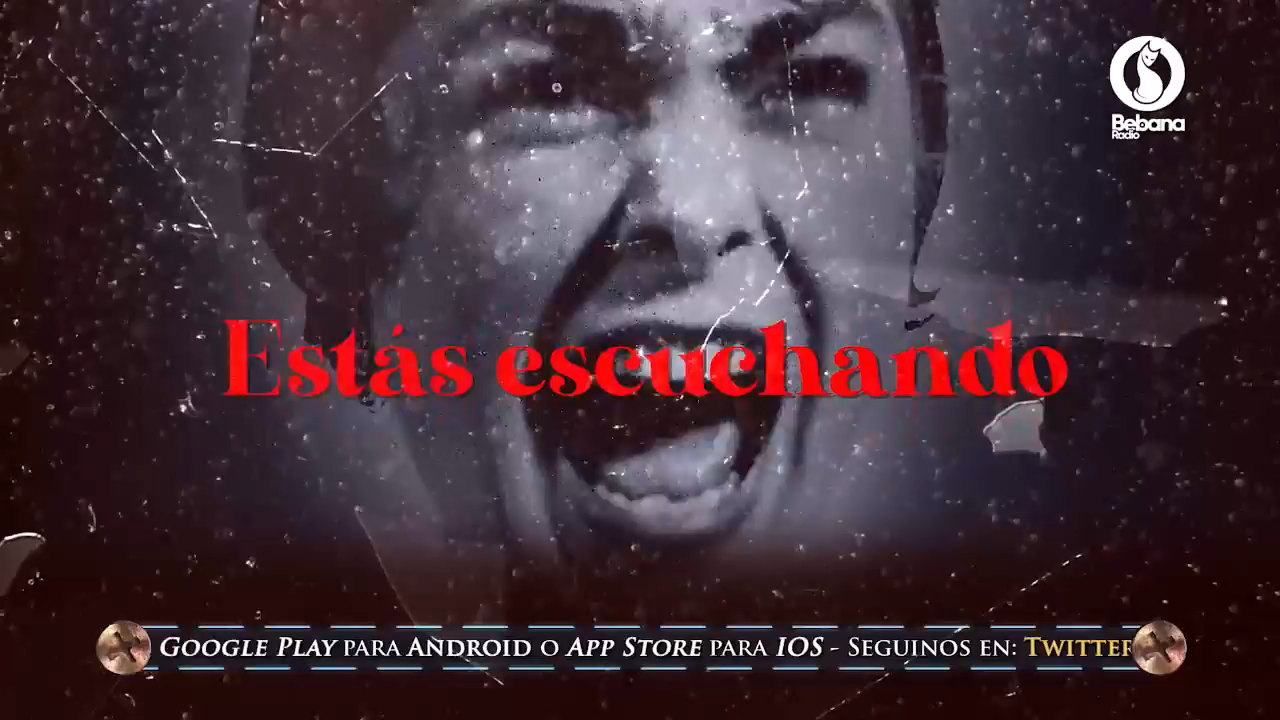 Bebana
Radio
Estás escuchando
GOOGLE PLAY PARA ANDROID O APP STORE PARA IOS - SEGUINOS EN: TWITTER